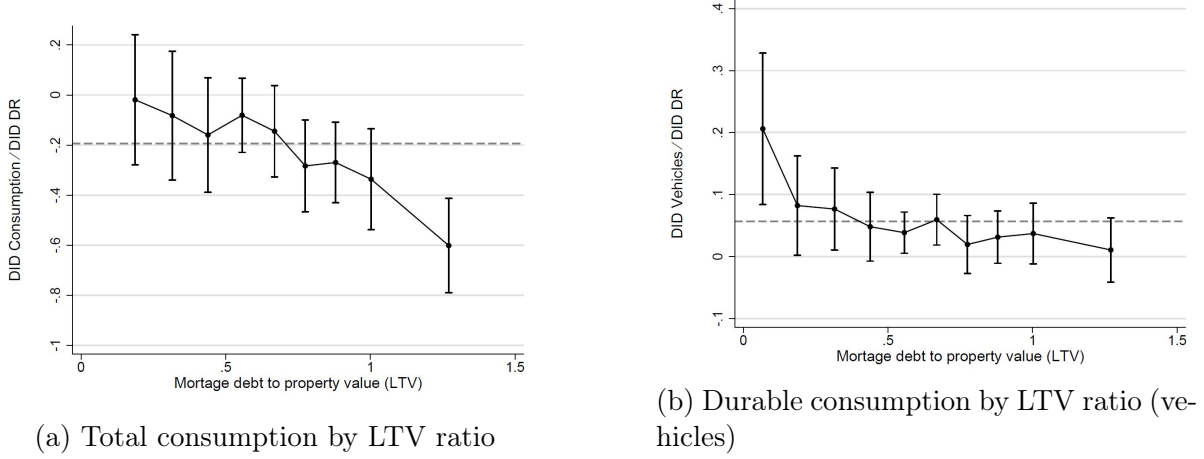 DID Consumption / DID DR
.2
0
-.2
-.4
-.6
-.8
-1
0 .5 1 1.5
Mortage debt to property value (LTV)
(a) Total consumption by LTV ratio
DID Vehicles / DID DR
.4
.3
.2
.1
0
-.1
0 .5 1 1.5
Mortage debt to property value (LTV)
(b) Durable consumption by LTV ratio (ve-
hicles)